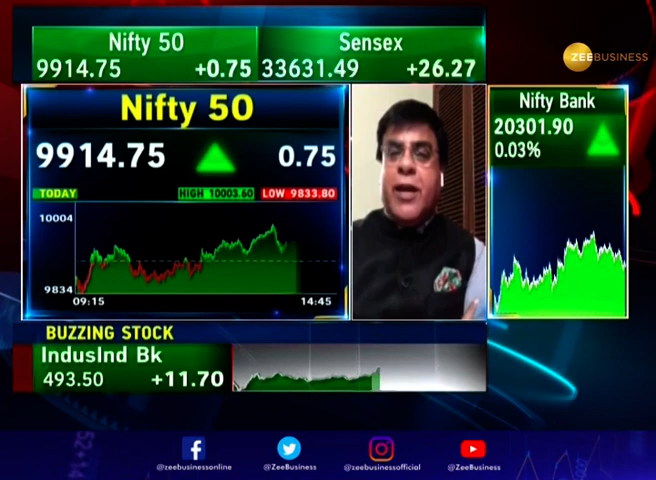 Nifty 50
9914.75 +0.75
Sensex
33631.49 +26.27
ZEE BUSINESS
Nifty 50
9914.75 0.75
TODAY HIGH 10003.60 LOW 9833.80
10004
9834
09:15 14:45
Nifty Bank
20301.90
0.03%
BUZZING STOCK
IndusInd Bk
493.50 +11.70
@zeebusinessonline @ZeeBusiness @zeebusinessofficial @ZeeBusiness